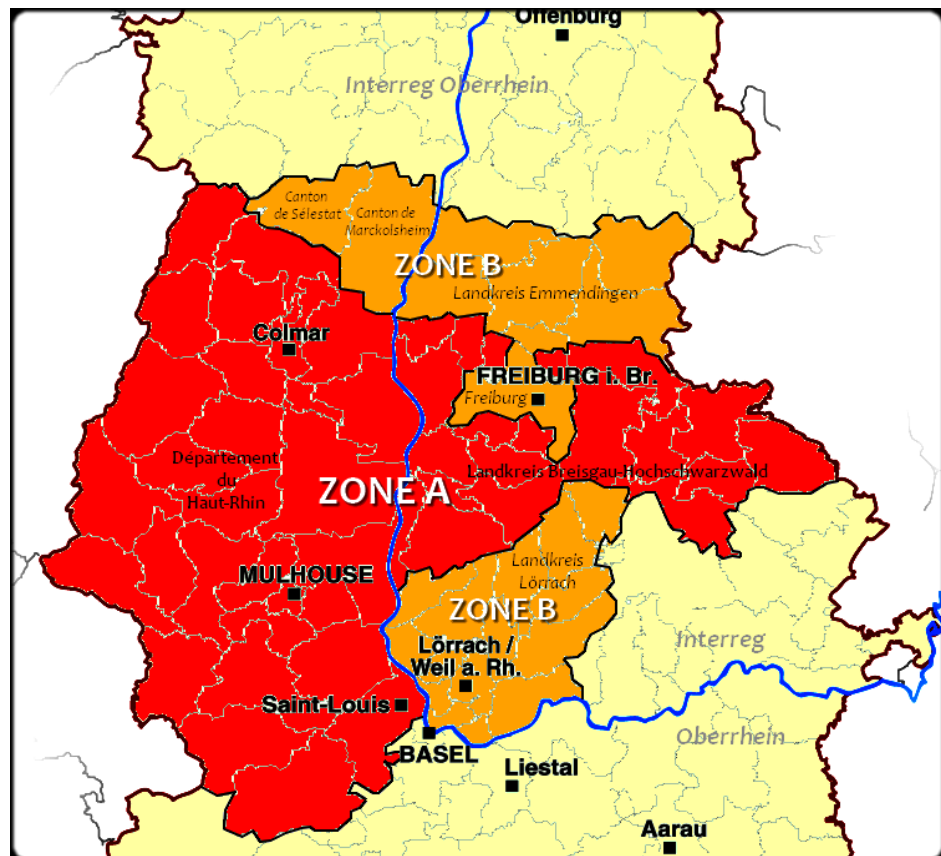 Offenburg
Interreg Oberrhein
Canton
de Sélestat
Canton de
Marckolsheim
ZONE B
Landkreis Emmendingen
Colmar
FREIBURG i. Br.
Freiburg
Département
du
Haut-Rhin
Landkreis Breisgau-Hochschwarzwald
ZONE A
Landkreis
Lörrach
MULHOUSE
ZONE B
Interreg
Lörrach /
Weil a. Rh.
Saint-Louis
Oberrhein
BASEL
Liestal
Aarau